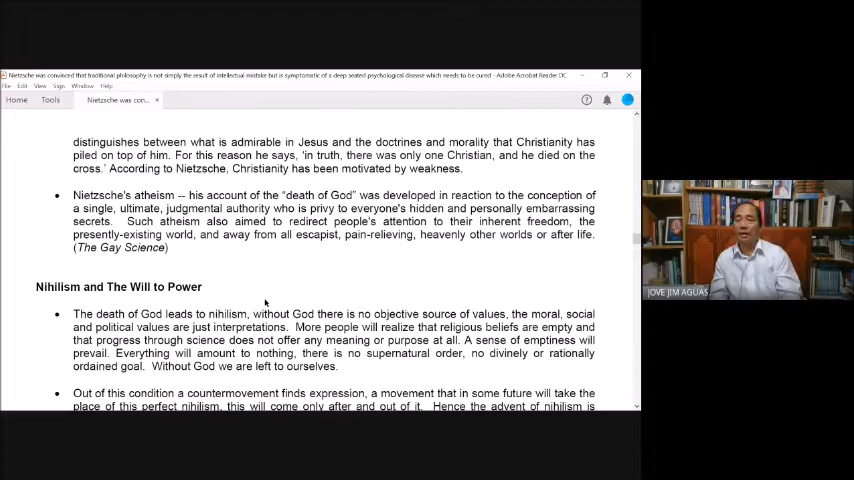 Nietzsche was convinced that traditional philosophy is not simply the result of intellectual mistake but is symptomatic of a deep seated psychological disease which needs to be cured - Adobe Acrobat Reader DC
File Edit View Sign Window Help
Home Tools Nietzsche was con... ×
distinguishes between what is admirable in Jesus and the doctrines and morality that Christianity has
piled on top of him. For this reason he says, 'in truth, there was only one Christian, and he died on the
cross.' According to Nietzsche, Christianity has been motivated by weakness.
• Nietzsche's atheism -- his account of the "death of God" was developed in reaction to the conception of
a single, ultimate, judgmental authority who is privy to everyone's hidden and personally embarrassing
secrets. Such atheism also aimed to redirect people's attention to their inherent freedom, the
presently-existing world, and away from all escapist, pain-relieving, heavenly other worlds or after life.
(The Gay Science)
Nihilism and The Will to Power
• The death of God leads to nihilism, without God there is no objective source of values, the moral, social
and political values are just interpretations. More people will realize that religious beliefs are empty and
that progress through science does not offer any meaning or purpose at all. A sense of emptiness will
prevail. Everything will amount to nothing, there is no supernatural order, no divinely or rationally
ordained goal. Without God we are left to ourselves.
• Out of this condition a countermovement finds expression, a movement that in some future will take the
place of this perfect nihilism, this will come only after and out of it. Hence the advent of nihilism is
JOVE JIM AGUAS